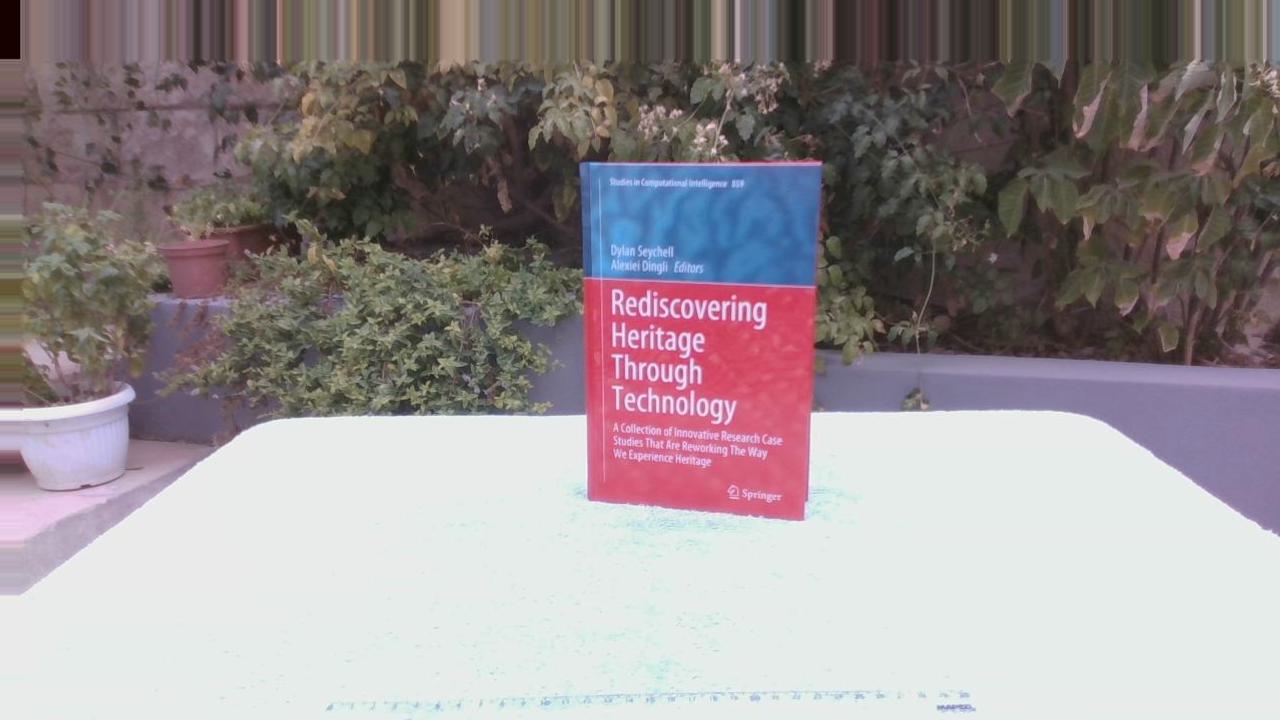 Studies in Computational Intelligence 859
Dylan Seychell
Alexiei Dingli Editors
Rediscovering
Heritage
Through
Technology
A Collection of Innovative Research Case
Studies That Are Reworking The Way
We Experience Heritage
Springer